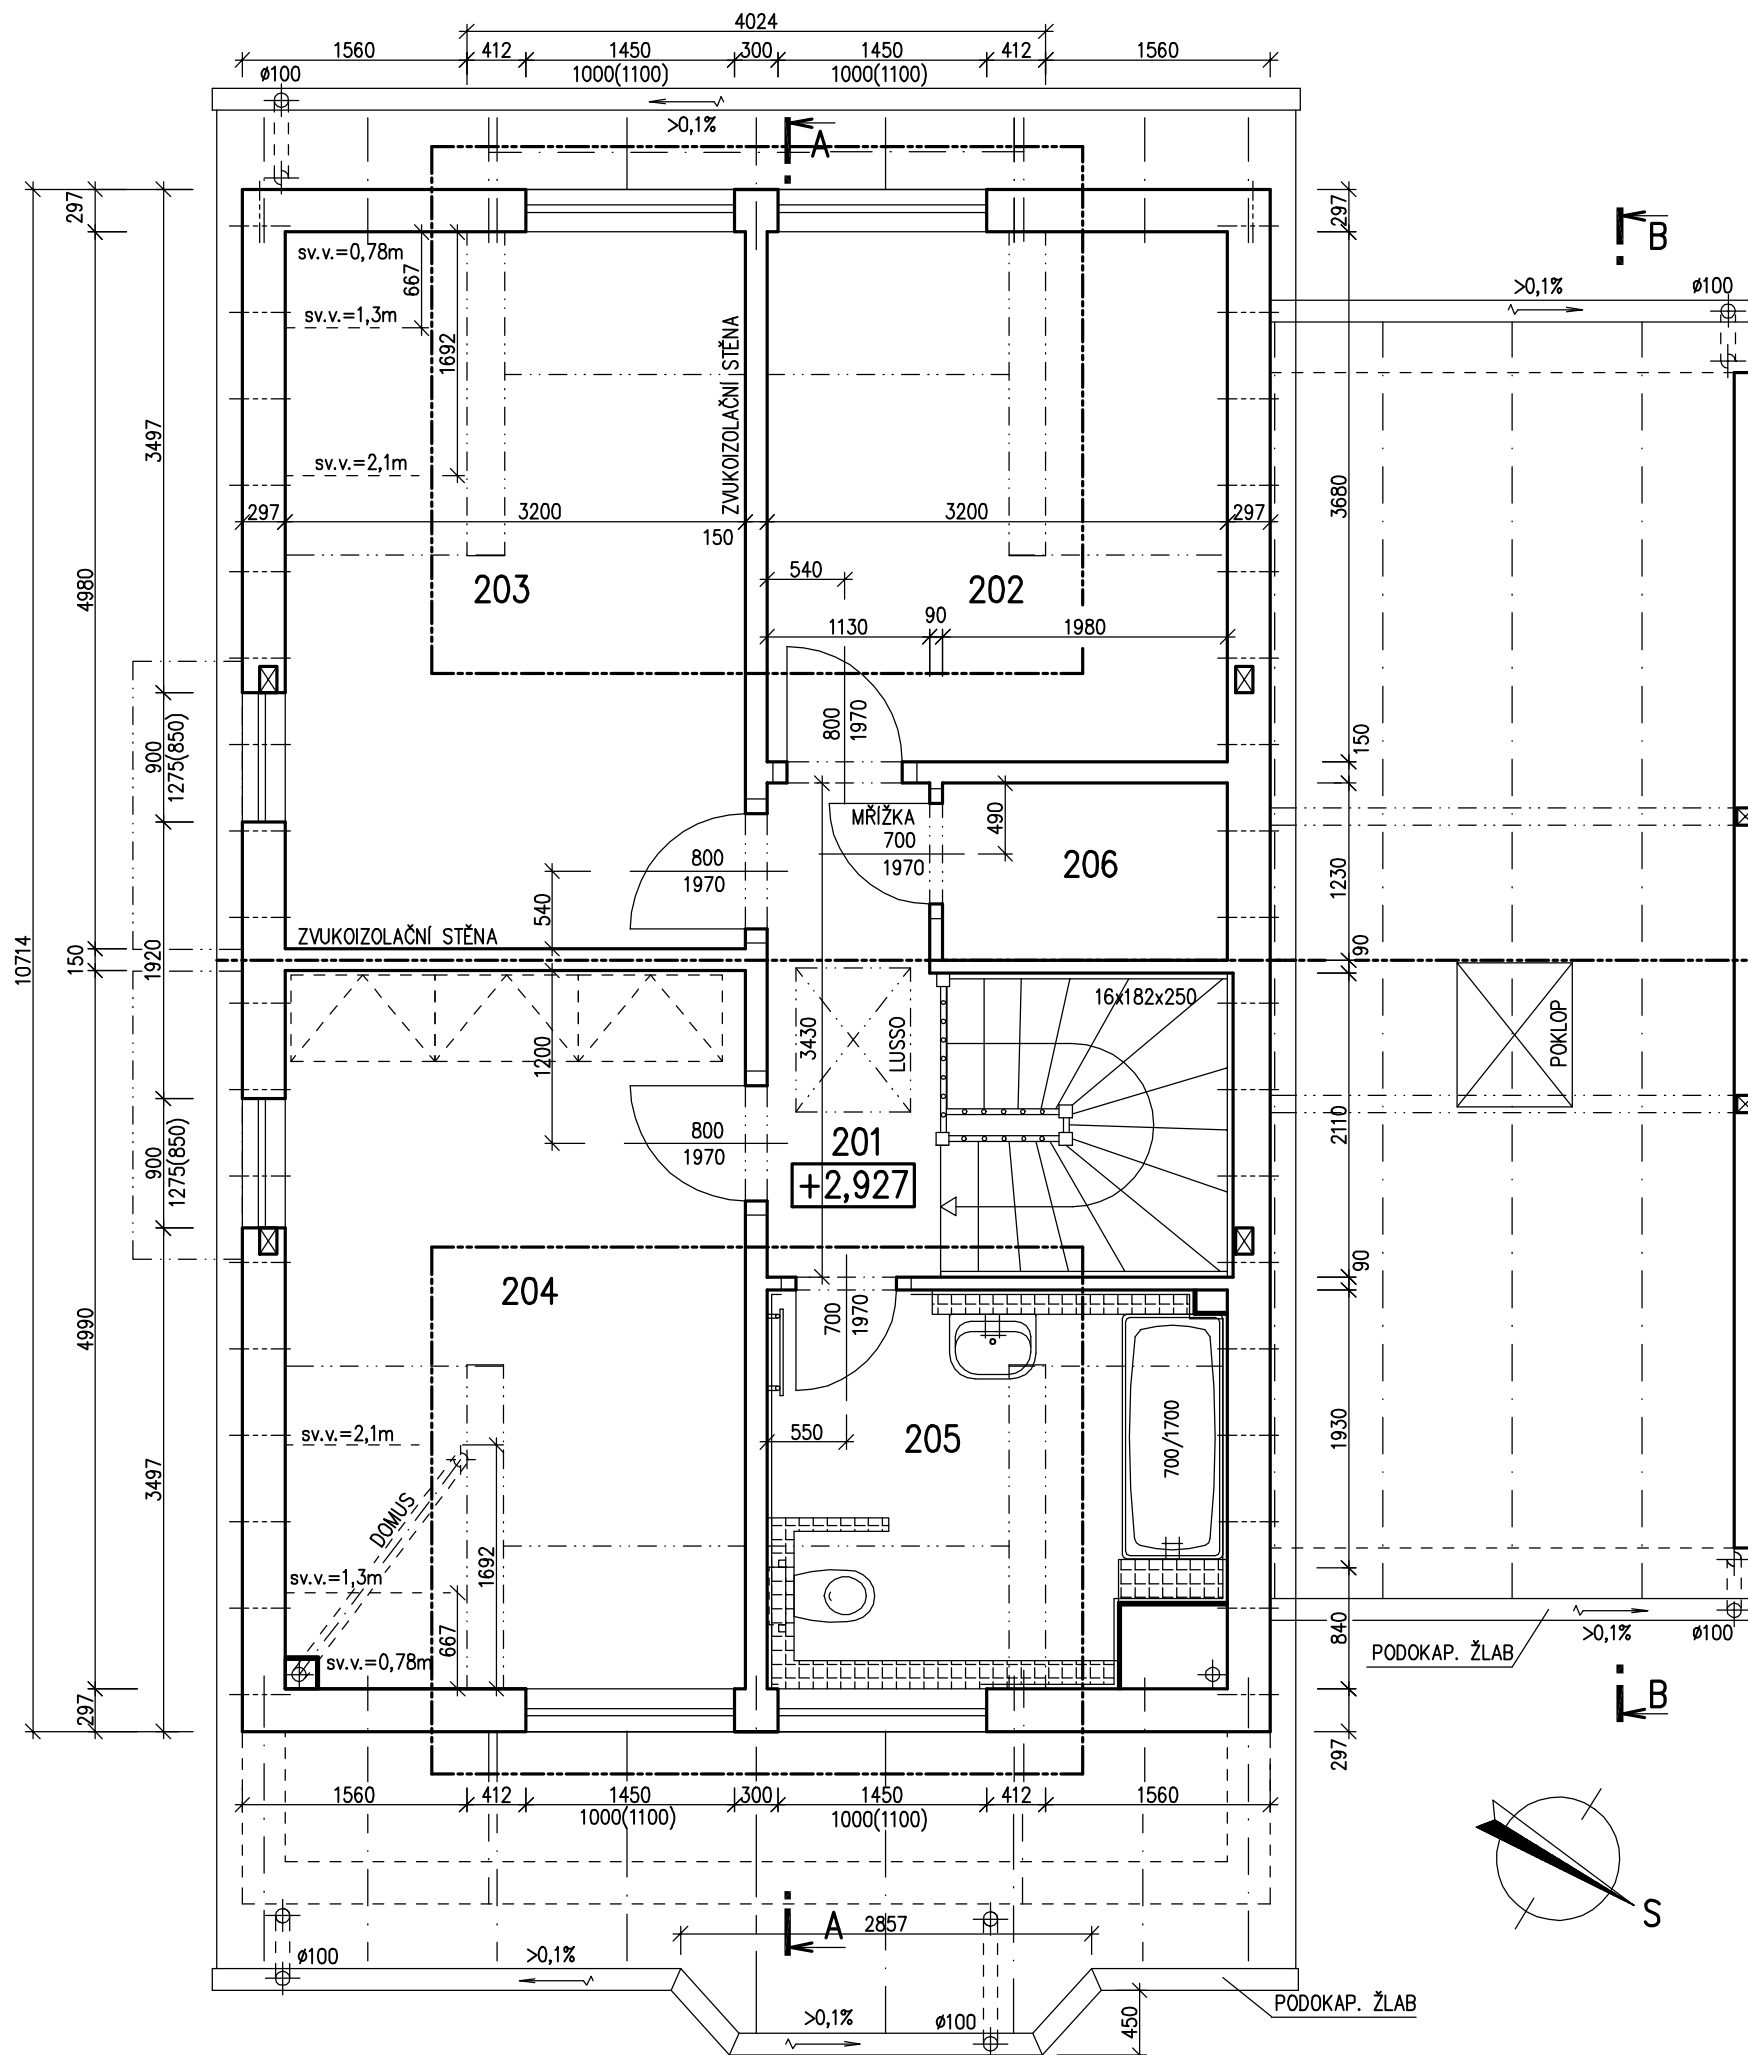 4024
1560 412 1450 300 1450 412 1560
1000(1100) 1000(1100)
ø100
>0,1%
A
297
297
B
sv.v.=0,78m
667
>0,1% ø100
sv.v.=1,3m
1692
ZVUKOIZOLAČNÍ STĚNA
3497
sv.v.=2,1m
3680
297 3200 3200 297
150
4980
203
540
202
1130 90 1980
900
1275(850)
800
1970
150
MŘÍŽKA
700
1970
490
206
800
1970
540
1230
ZVUKOIZOLAČNÍ STĚNA
10714
150
1920
90
16x182x250
1200
3430
LUSSO
POKLOP
2110
900
1275(850)
800
1970
201
+2,927
204
90
700
1970
4990
sv.v.=2,1m
550
205
700/1700
1930
3497
DOMUS
1692
sv.v.=1,3m
667
sv.v.=0,78m
840
>0,1% ø100
PODOKAP. ŽLAB
B
297
297
1560 412 1450 300 1450 412 1560
1000(1100) 1000(1100)
A
2857
S
ø100
>0,1%
>0,1%
ø100
450
PODOKAP. ŽLAB